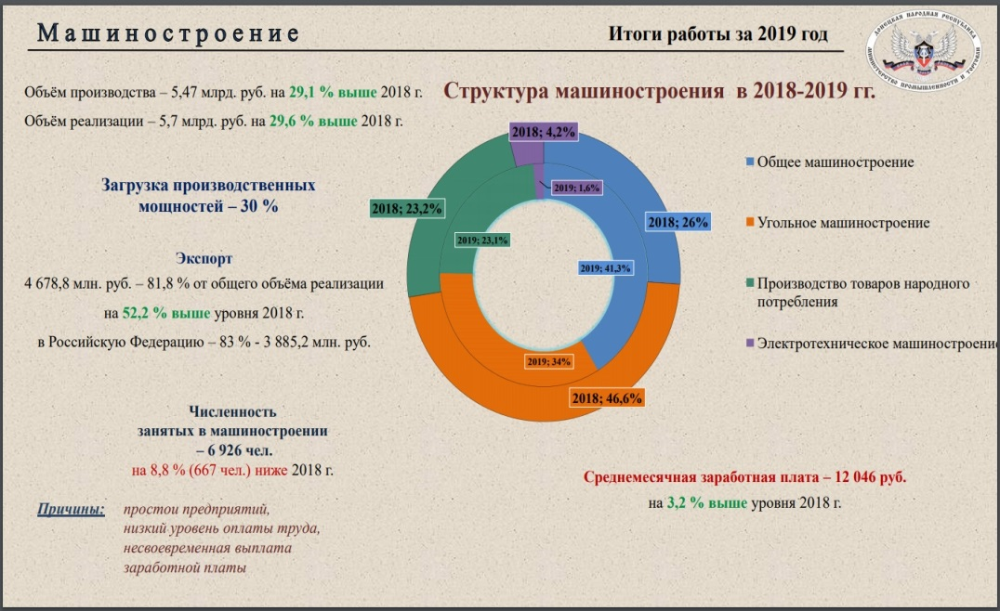 Машиностроение
Итоги работы за 2019 год
ДОНЕЦКАЯ НАРОДНАЯ РЕСПУБЛИКА
МИНИСТЕРСТВО ПРОМЫШЛЕННОСТИ И ТОРГОВЛИ
Объём производства – 5,47 млрд. руб. на 29,1 % выше 2018 г.
Объём реализации – 5,7 млрд. руб. на 29,6 % выше 2018 г.
Загрузка производственных
мощностей – 30 %
Экспорт
4 678,8 млн. руб. – 81,8 % от общего объёма реализации
на 52,2 % выше уровня 2018 г.
в Российскую Федерацию – 83 % - 3 885,2 млн. руб.
Численность
занятых в машиностроении
– 6 926 чел.
на 8,8 % (667 чел.) ниже 2018 г.
Причины:
простои предприятий,
низкий уровень оплаты труда,
несвоевременная выплата
заработной платы
Структура машиностроения в 2018-2019 гг.
2018; 4,2%
2019; 1,6%
2018; 23,2%
2018; 26%
2019; 23,1%
2019; 41,3%
2019; 34%
2018; 46,6%
Общее машиностроение
Угольное машиностроение
Производство товаров народного
потребления
Электротехническое машиностроение
Среднемесячная заработная плата – 12 046 руб.
на 3,2 % выше уровня 2018 г.